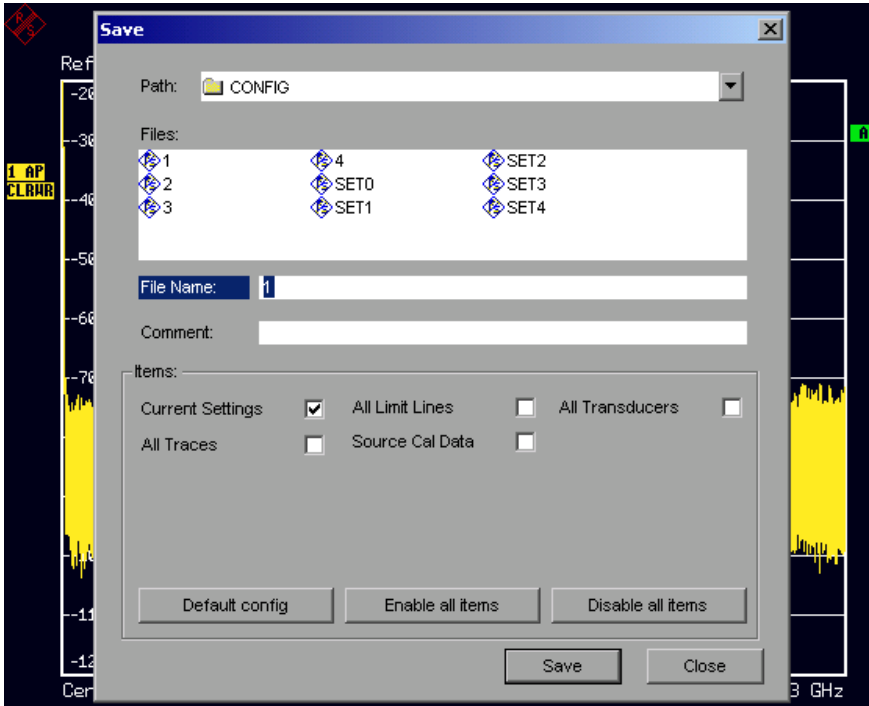 R
S
Save
Ref
Path: CONFIG
-20
Files:
-30
A
1 2 3
4 SET0 SET1
SET2 SET3 SET4
1 AP
CLRWR
-40
-50
File Name: 1
-60
Comment:
-70
Items:
Current Settings All Limit Lines All Transducers
All Traces Source Cal Data
Default config Enable all items Disable all items
-11
-12
Save Close
Cen
3 GHz